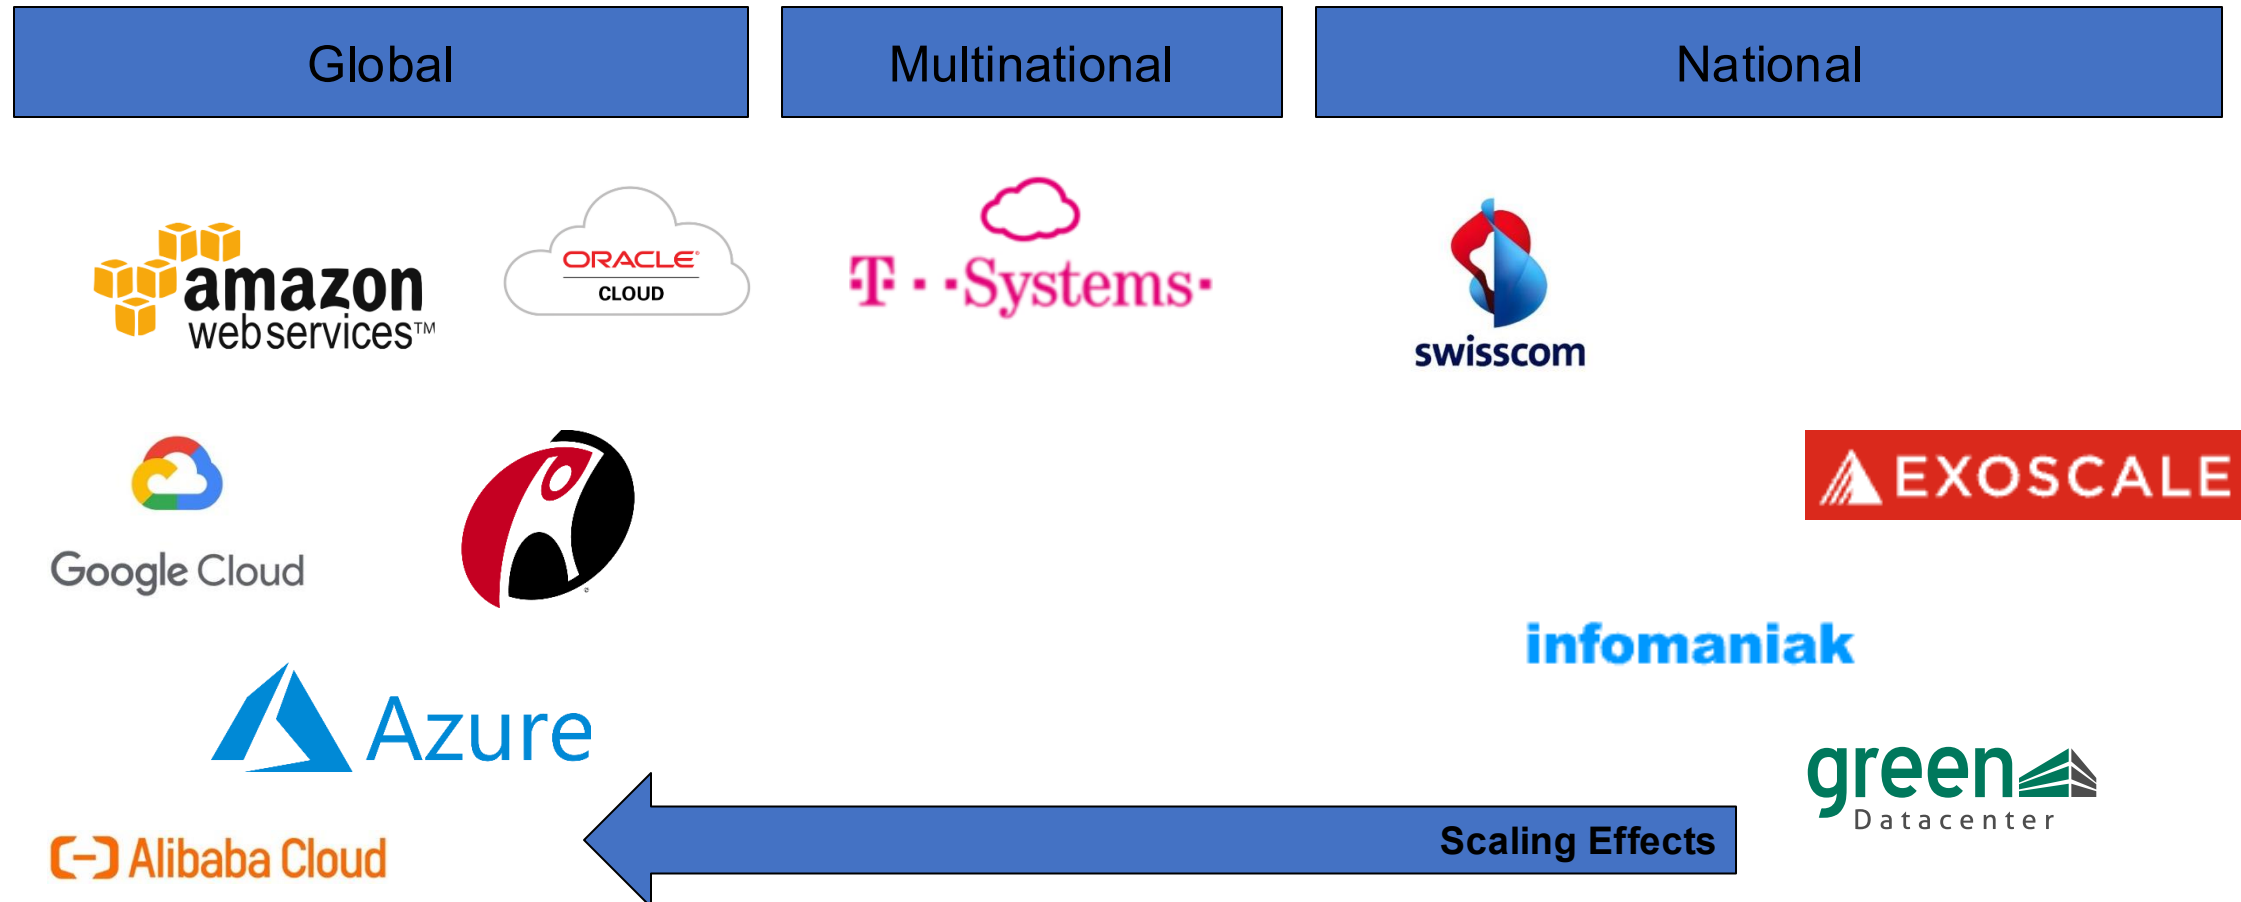 Global
Multinational
National
amazon
webservices™
ORACLE®
CLOUD
T··Systems·
swisscom
Google Cloud
EXOSCALE
infomaniak
Azure
green
Datacenter
Scaling Effects
Alibaba Cloud